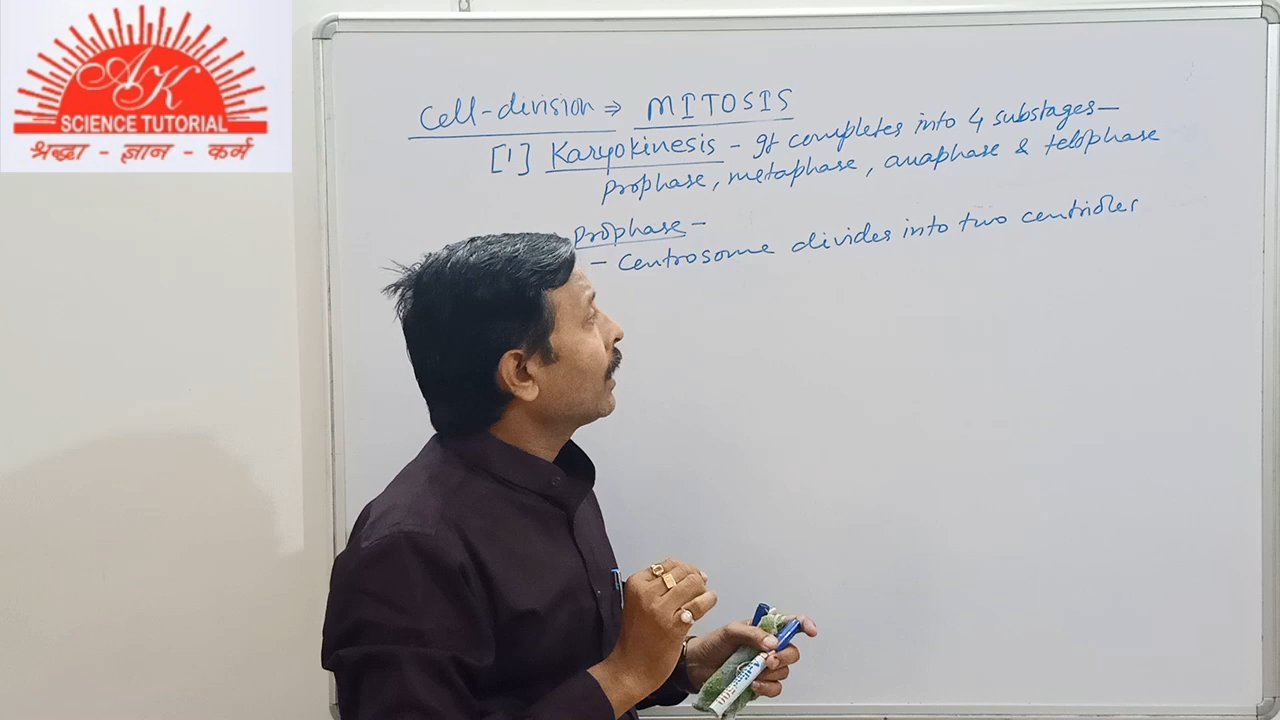 AK
SCIENCE TUTORIAL
श्रद्धा - ज्ञान - कर्म
Cell-division ⇒ MITOSIS
[1] Karyokinesis - It completes into 4 substages-
prophase, metaphase, anaphase & telophase
prophase -
- Centrosome divides into two centrioles